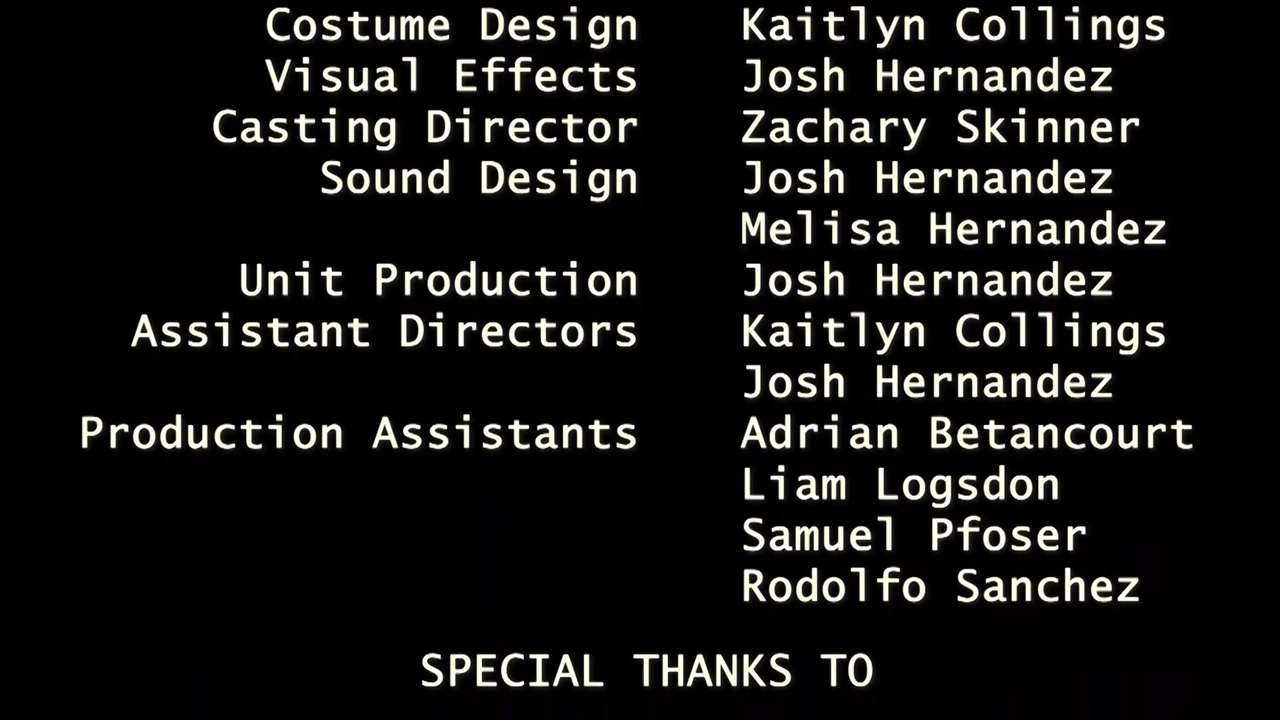 Costume Design Kaitlyn Collings
Visual Effects Josh Hernandez
Casting Director Zachary Skinner
Sound Design Josh Hernandez
Melisa Hernandez
Unit Production Josh Hernandez
Assistant Directors Kaitlyn Collings
Josh Hernandez
Production Assistants Adrian Betancourt
Liam Logsdon
Samuel Pfoser
Rodolfo Sanchez
SPECIAL THANKS TO